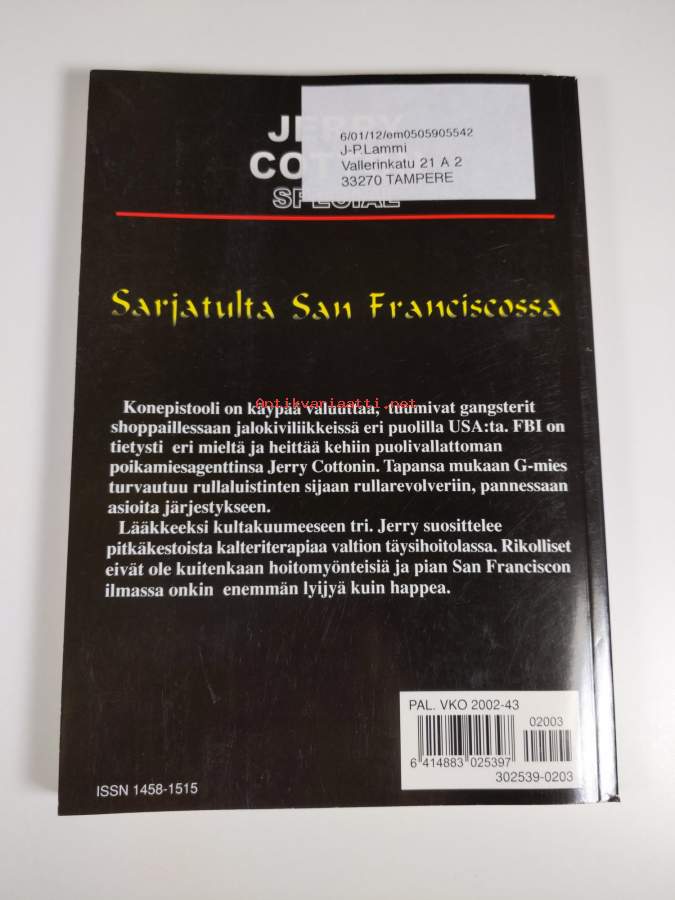 JERRY
COTTON
SPECIAL
6/01/12/em0505905542
J-P.Lammi
Vallerinkatu 21 A 2
33270 TAMPERE
Sarjatulta San Franciscossa
Antikvariaatti.net
Konepistooli on käypää valuuttaa, tuumivat gangsterit
shoppaillessaan jalokiviliikkeissä eri puolilla USA:ta. FBI on
tietysti eri mieltä ja heittää kehiin puolivallattoman
poikamiesagenttinsa Jerry Cottonin. Tapansa mukaan G-mies
turvautuu rullaluistinten sijaan rullarevolveriin, pannessaan
asioita järjestykseen.
Lääkkeeksi kultakuumeeseen tri. Jerry suosittelee
pitkäkestoista kalteriterapiaa valtion täysihoitolassa. Rikolliset
eivät ole kuitenkaan hoitomyönteisiä ja pian San Franciscon
ilmassa onkin enemmän lyijyä kuin happea.
PAL. VKO 2002-43
02003
6 414883 025397
302539-0203
ISSN 1458-1515